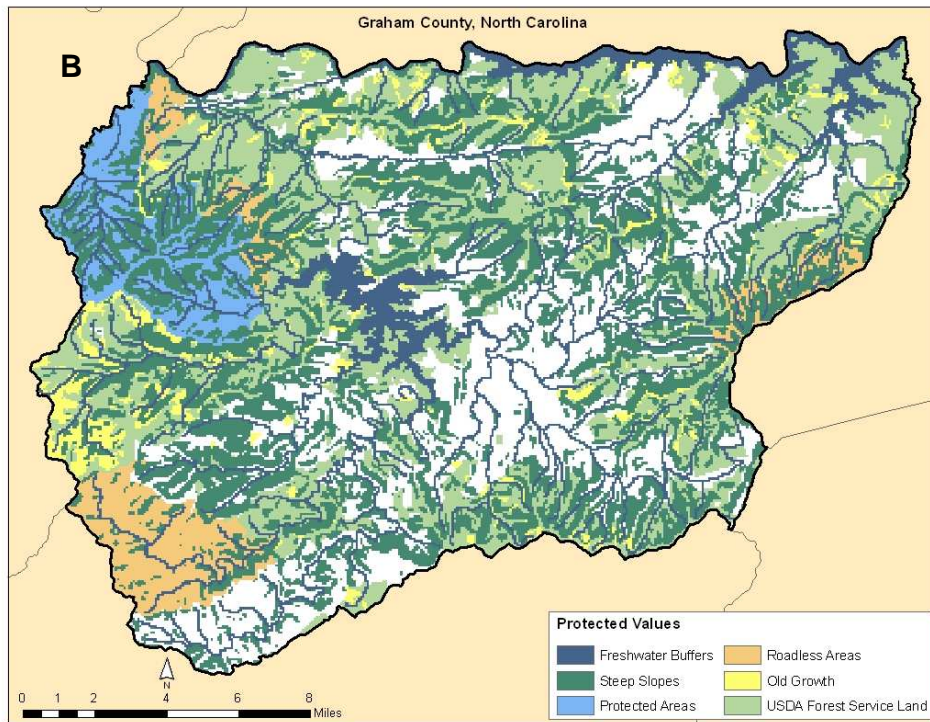 Graham County, North Carolina
B
Protected Values
Freshwater Buffers
Roadless Areas
Steep Slopes
Old Growth
Protected Areas
USDA Forest Service Land
N
0 1 2 4 6 8
Miles